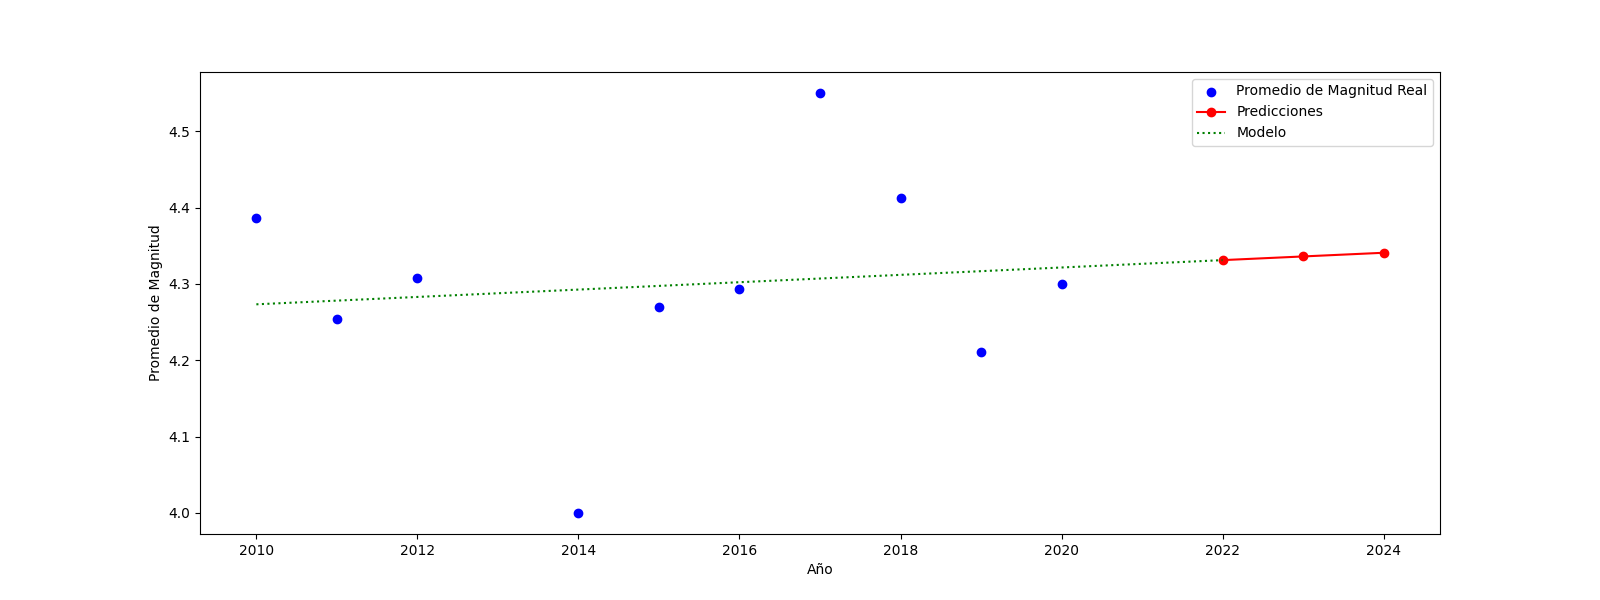 Promedio de Magnitud Real
Predicciones
Modelo
4.5
4.4
4.3
4.2
4.1
4.0
Promedio de Magnitud
2010 2012 2014 2016 2018 2020 2022 2024
Año